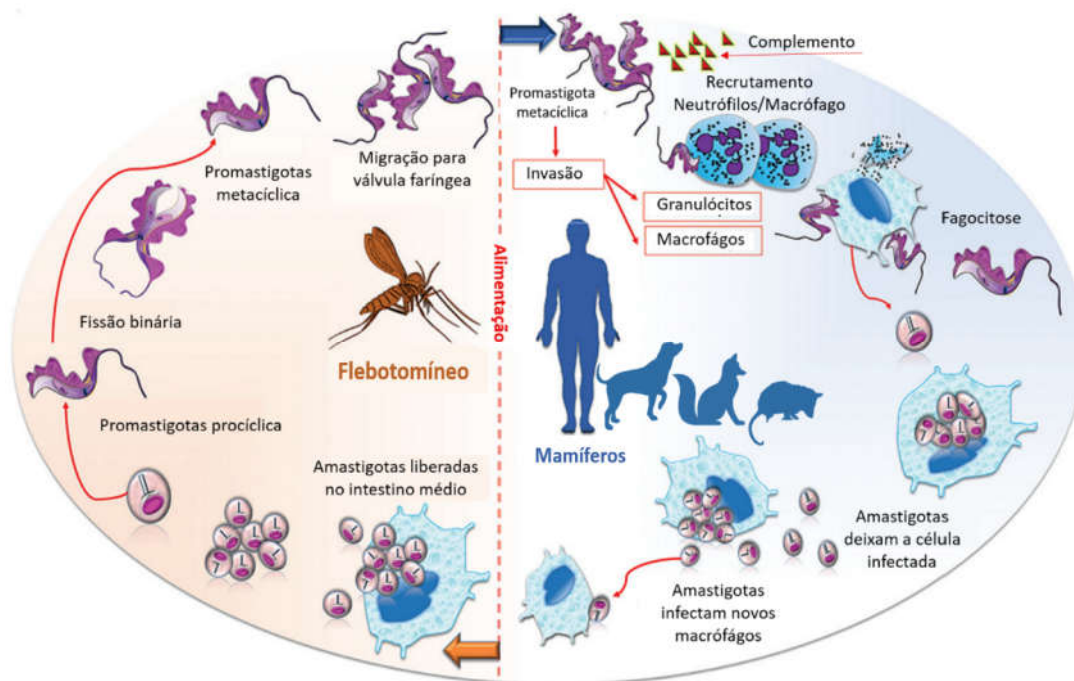 Complemento
Recrutamento
Neutrófilos/Macrófago
Promastigota
metacíclica
Invasão
Granulócitos
Macrofágos
Fagocitose
Promastigotas
metacíclica
Migração para
válvula faríngea
Fissão binária
Alimentação
Flebotomíneo
Promastigotas procíclica
Mamíferos
Amastigotas liberadas
no intestino médio
Amastigotas
deixam a célula
infectada
Amastigotas
infectam novos
macrófágos